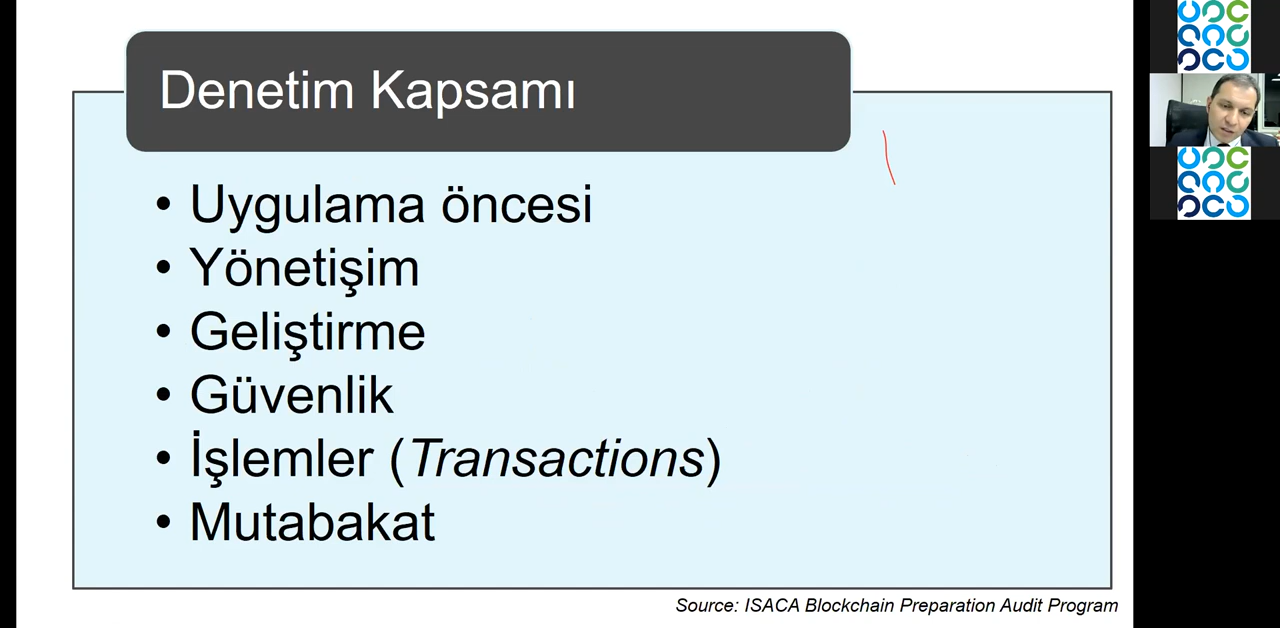 Denetim Kapsamı
• Uygulama öncesi
• Yönetişim
• Geliştirme
• Güvenlik
• İşlemler (Transactions)
• Mutabakat
Source: ISACA Blockchain Preparation Audit Program